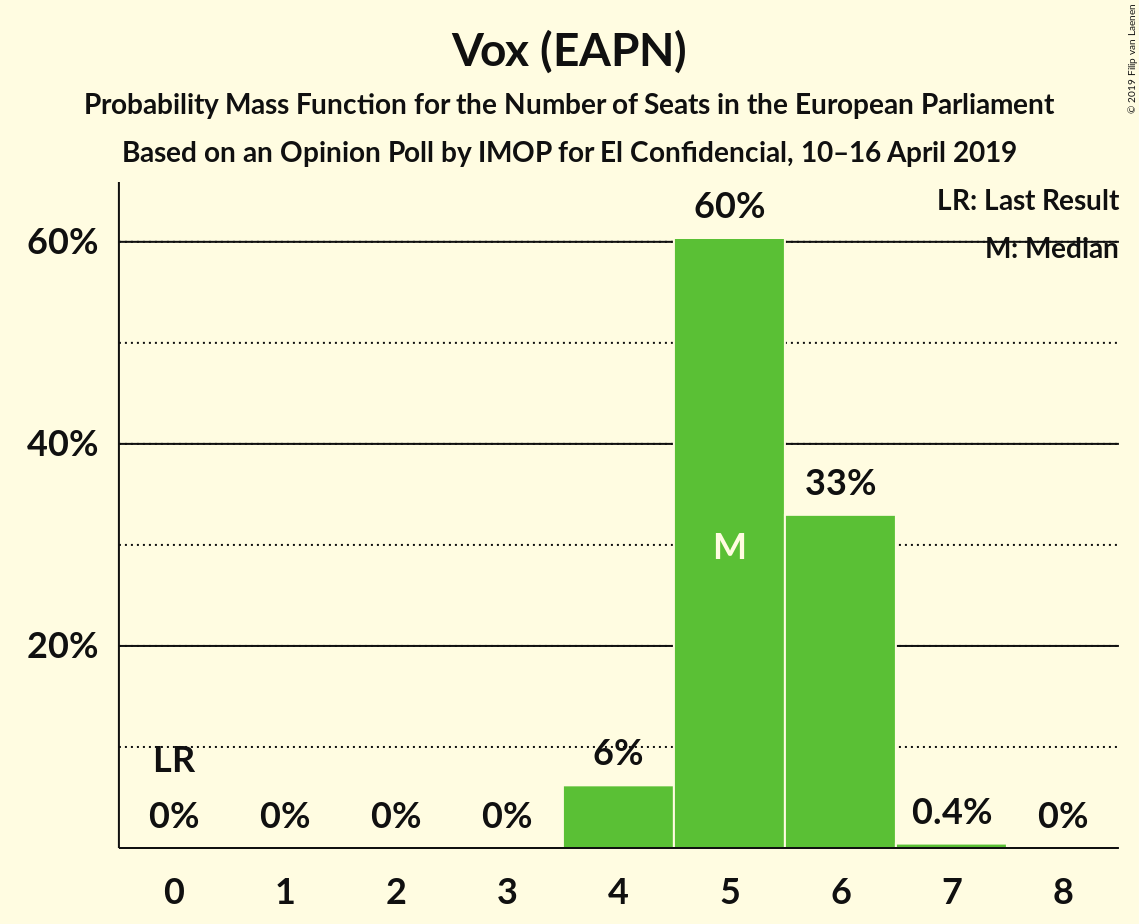 Vox (EAPN)
Probability Mass Function for the Number of Seats in the European Parliament
Based on an Opinion Poll by IMOP for El Confidencial, 10–16 April 2019
© 2019 Filip van Laenen
LR: Last Result
M: Median
60%
40%
20%
60%
33%
M
LR
6%
0% 0% 0% 0% 0.4% 0%
0 1 2 3 4 5 6 7 8